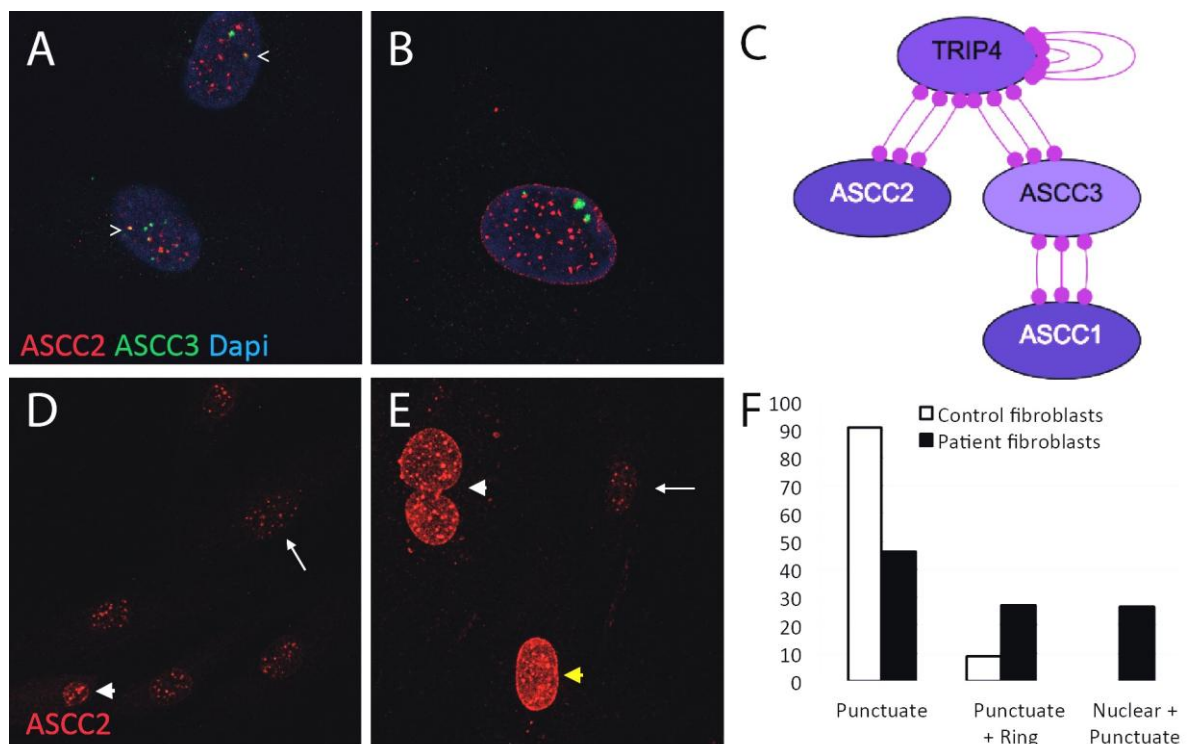 A
B
C
ASCC2 ASCC3 Dapi
TRIP4
ASCC2
ASCC3
ASCC1
D
E
F
ASCC2
100
90
80
70
60
50
40
30
20
10
0
Control fibroblasts
Patient fibroblasts
Punctuate
Punctuate
+ Ring
Nuclear +
Punctuate